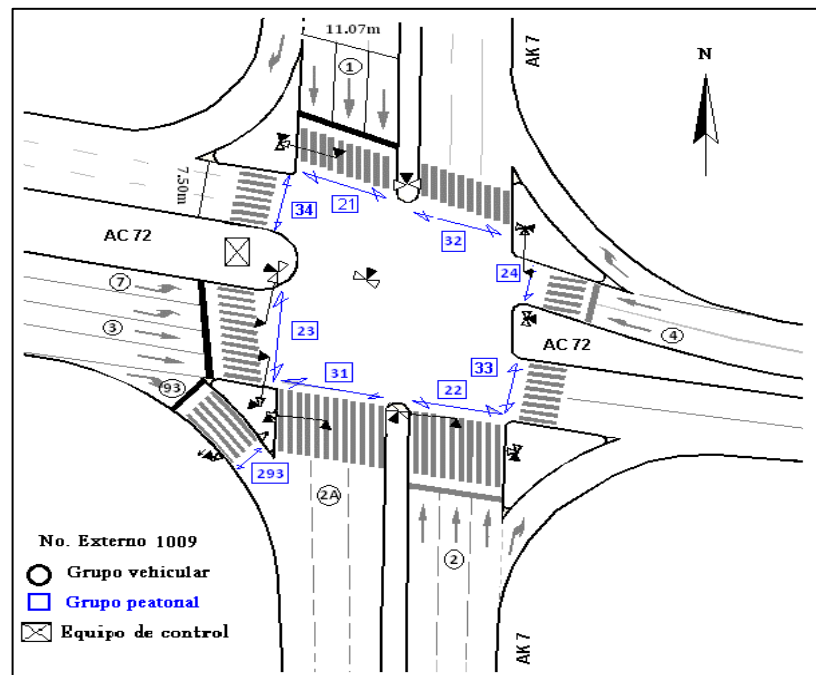 11.07m
AK 7
N
1
7.50m
34
21
32
24
AC 72
7
3
23
4
AC 72
31
22
33
93
293
2A
2
No. Externo 1009
Grupo vehicular
Grupo peatonal
Equipo de control
AK 7